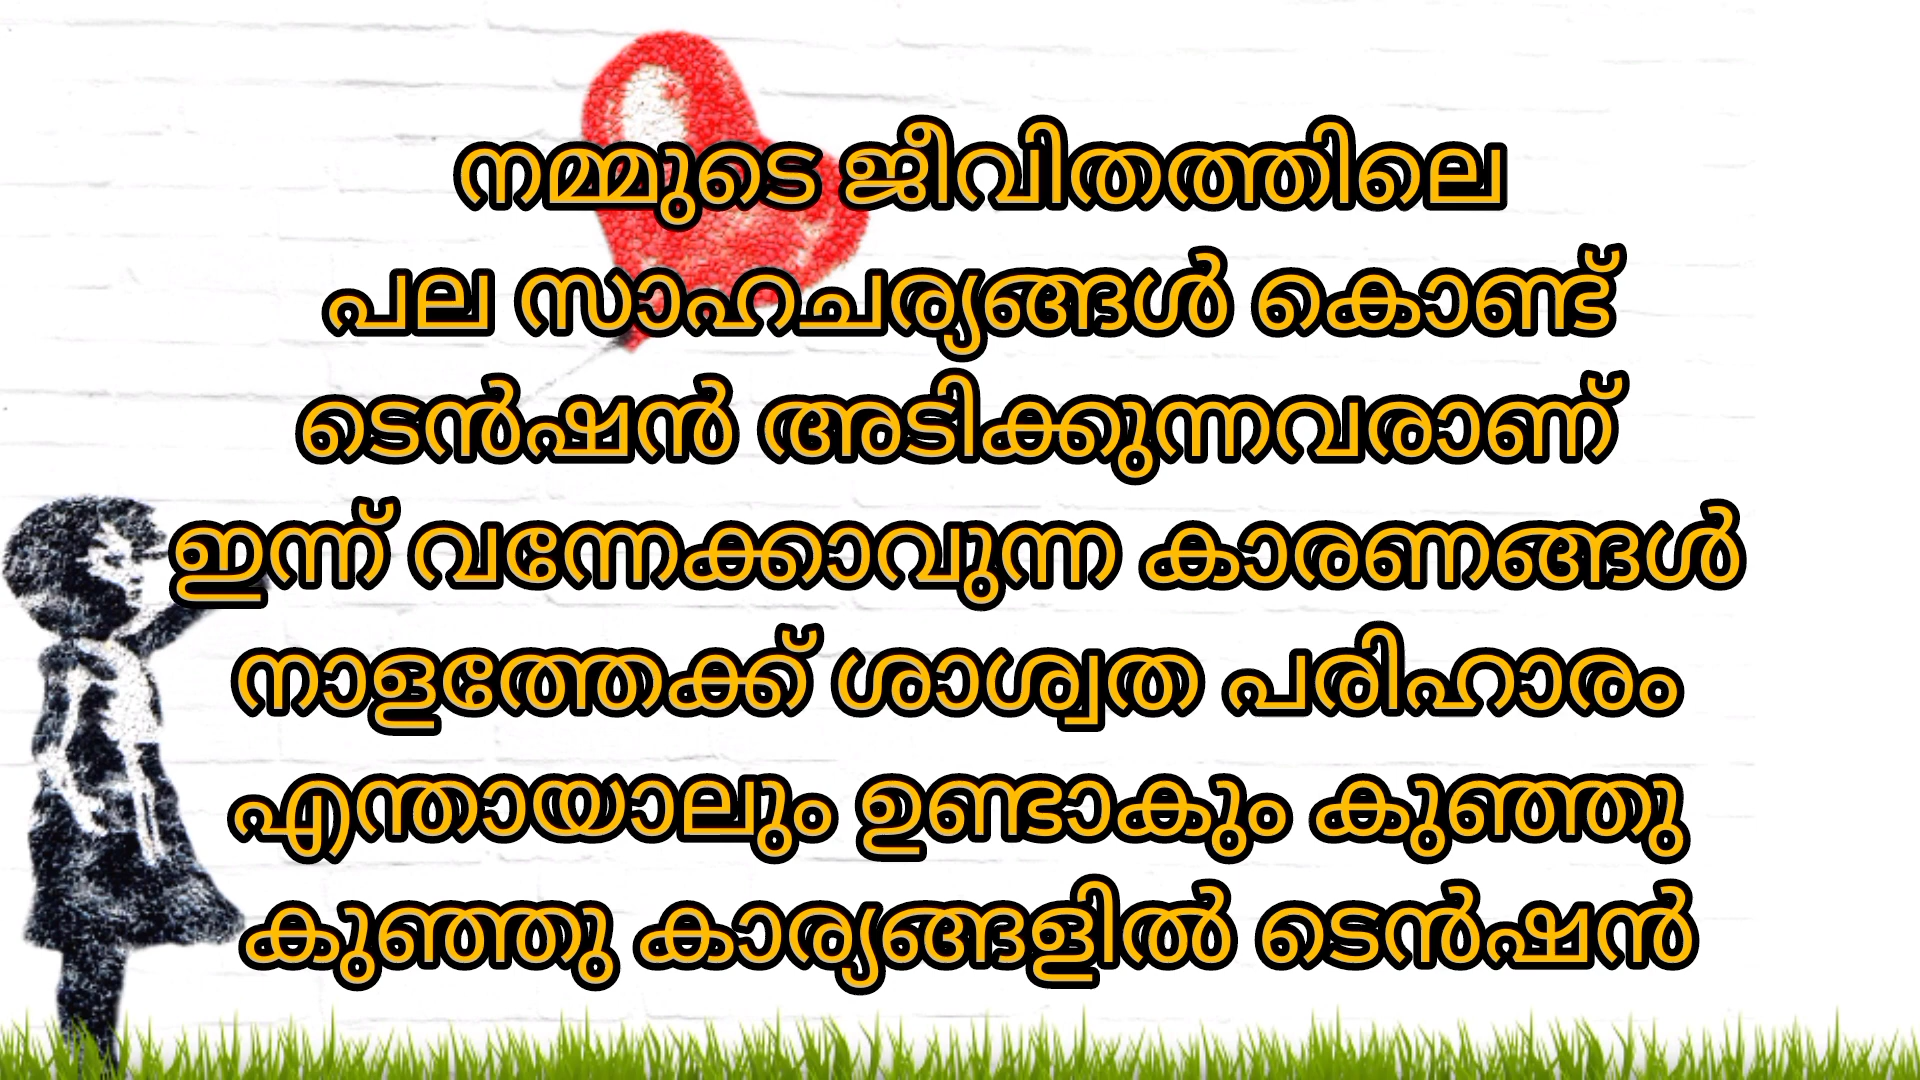 നമ്മുടെ ജീവിതത്തിലെ
പല സാഹചര്യങ്ങൾ കൊണ്ട്
ടെൻഷൻ അടിക്കുന്നവരാണ്
ഇന്ന് വന്നേക്കാവുന്ന കാരണങ്ങൾ
നാളത്തേക്ക് ശാശ്വത പരിഹാരം
എന്തായാലും ഉണ്ടാകും കുഞ്ഞു
കുഞ്ഞു കാര്യങ്ങളിൽ ടെൻഷൻ